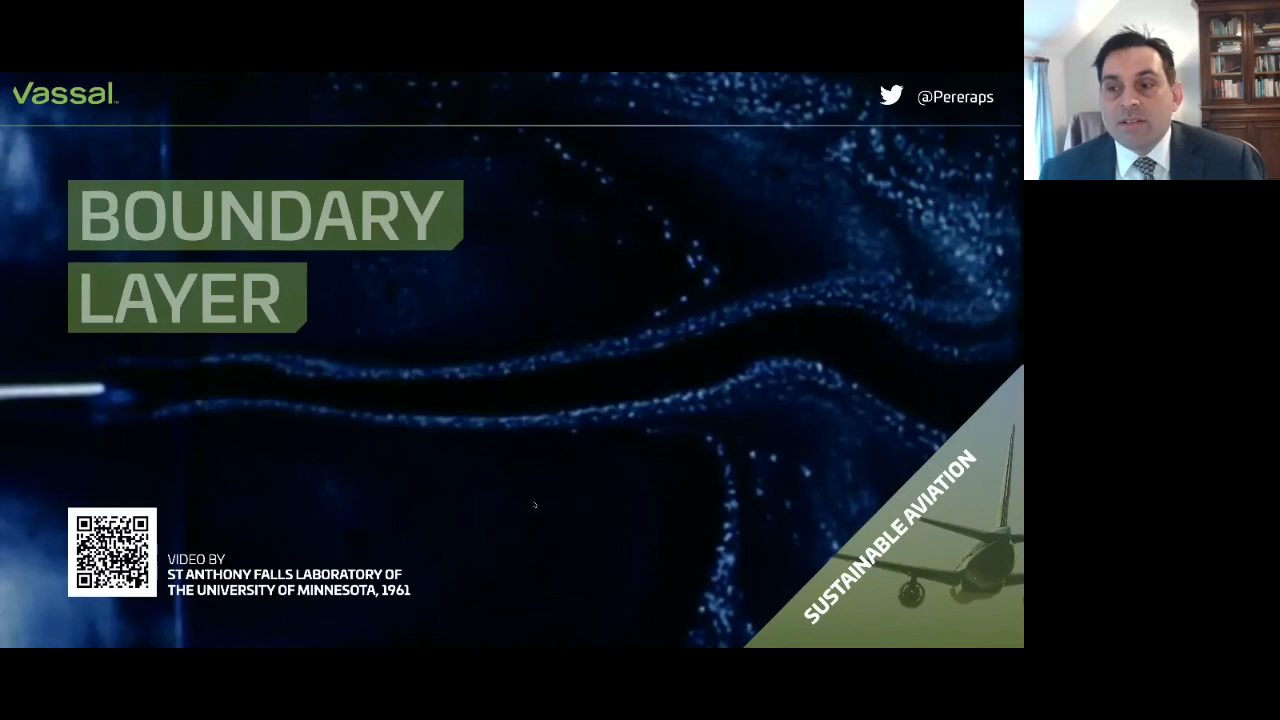 Vassal
@Pereraps
BOUNDARY
LAYER
VIDEO BY
ST ANTHONY FALLS LABORATORY OF
THE UNIVERSITY OF MINNESOTA, 1961
SUSTAINABLE AVIATION